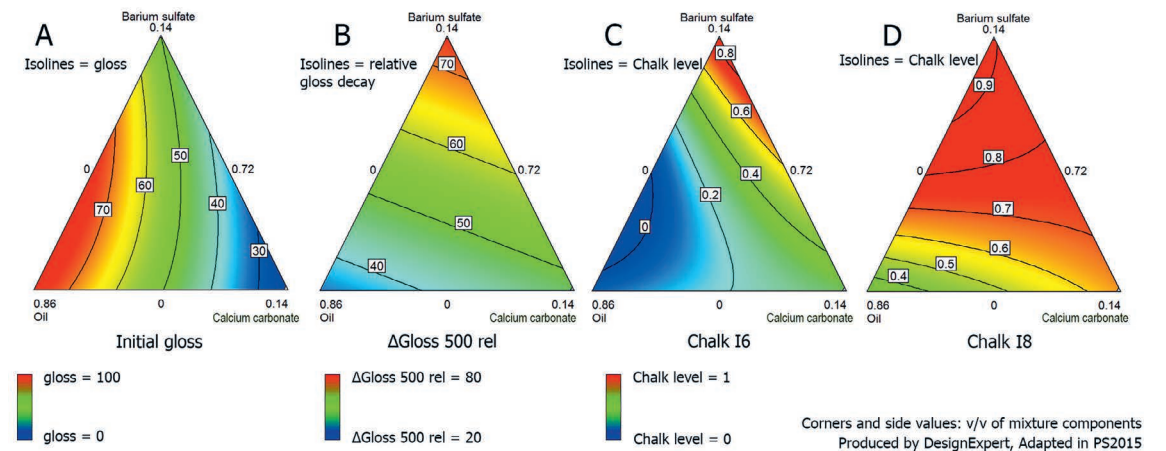 A
Barium sulfate
0.14
Isolines = gloss
50
60
70
40
30
0
0.72
0.86
Oil
0
0.14
Calcium carbonate
Initial gloss
B
Barium sulfate
0.14
Isolines = relative
gloss decay
70
60
50
40
0
0.72
0.86
Oil
0
0.14
Calcium carbonate
ΔGloss 500 rel
C
Barium sulfate
0.14
Isolines = Chalk level
0.8
0.6
0.4
0.2
0
0
0.72
0.86
Oil
0
0.14
Calcium carbonate
Chalk I6
D
Barium sulfate
0.14
Isolines = Chalk level
0.9
0.8
0.7
0.6
0.5
0.4
0
0.72
0.86
Oil
0
0.14
Calcium carbonate
Chalk I8
gloss = 100
gloss = 0
ΔGloss 500 rel = 80
ΔGloss 500 rel = 20
Chalk level = 1
Chalk level = 0
Corners and side values: v/v of mixture components
Produced by DesignExpert, Adapted in PS2015